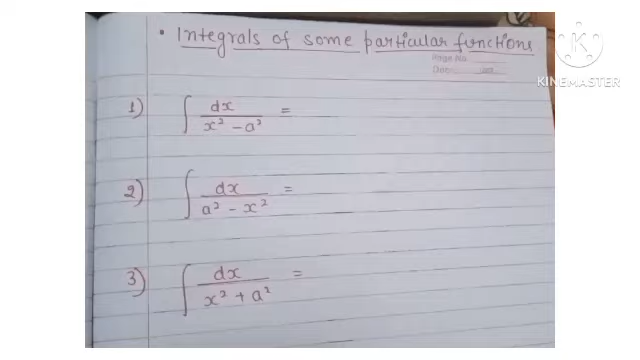 • Integrals of some particular functions
Page No
Date
KINEMASTER
1) ∫ dx / x² - a² =
2) ∫ dx / a² - x² =
3) ∫ dx / x² + a² =